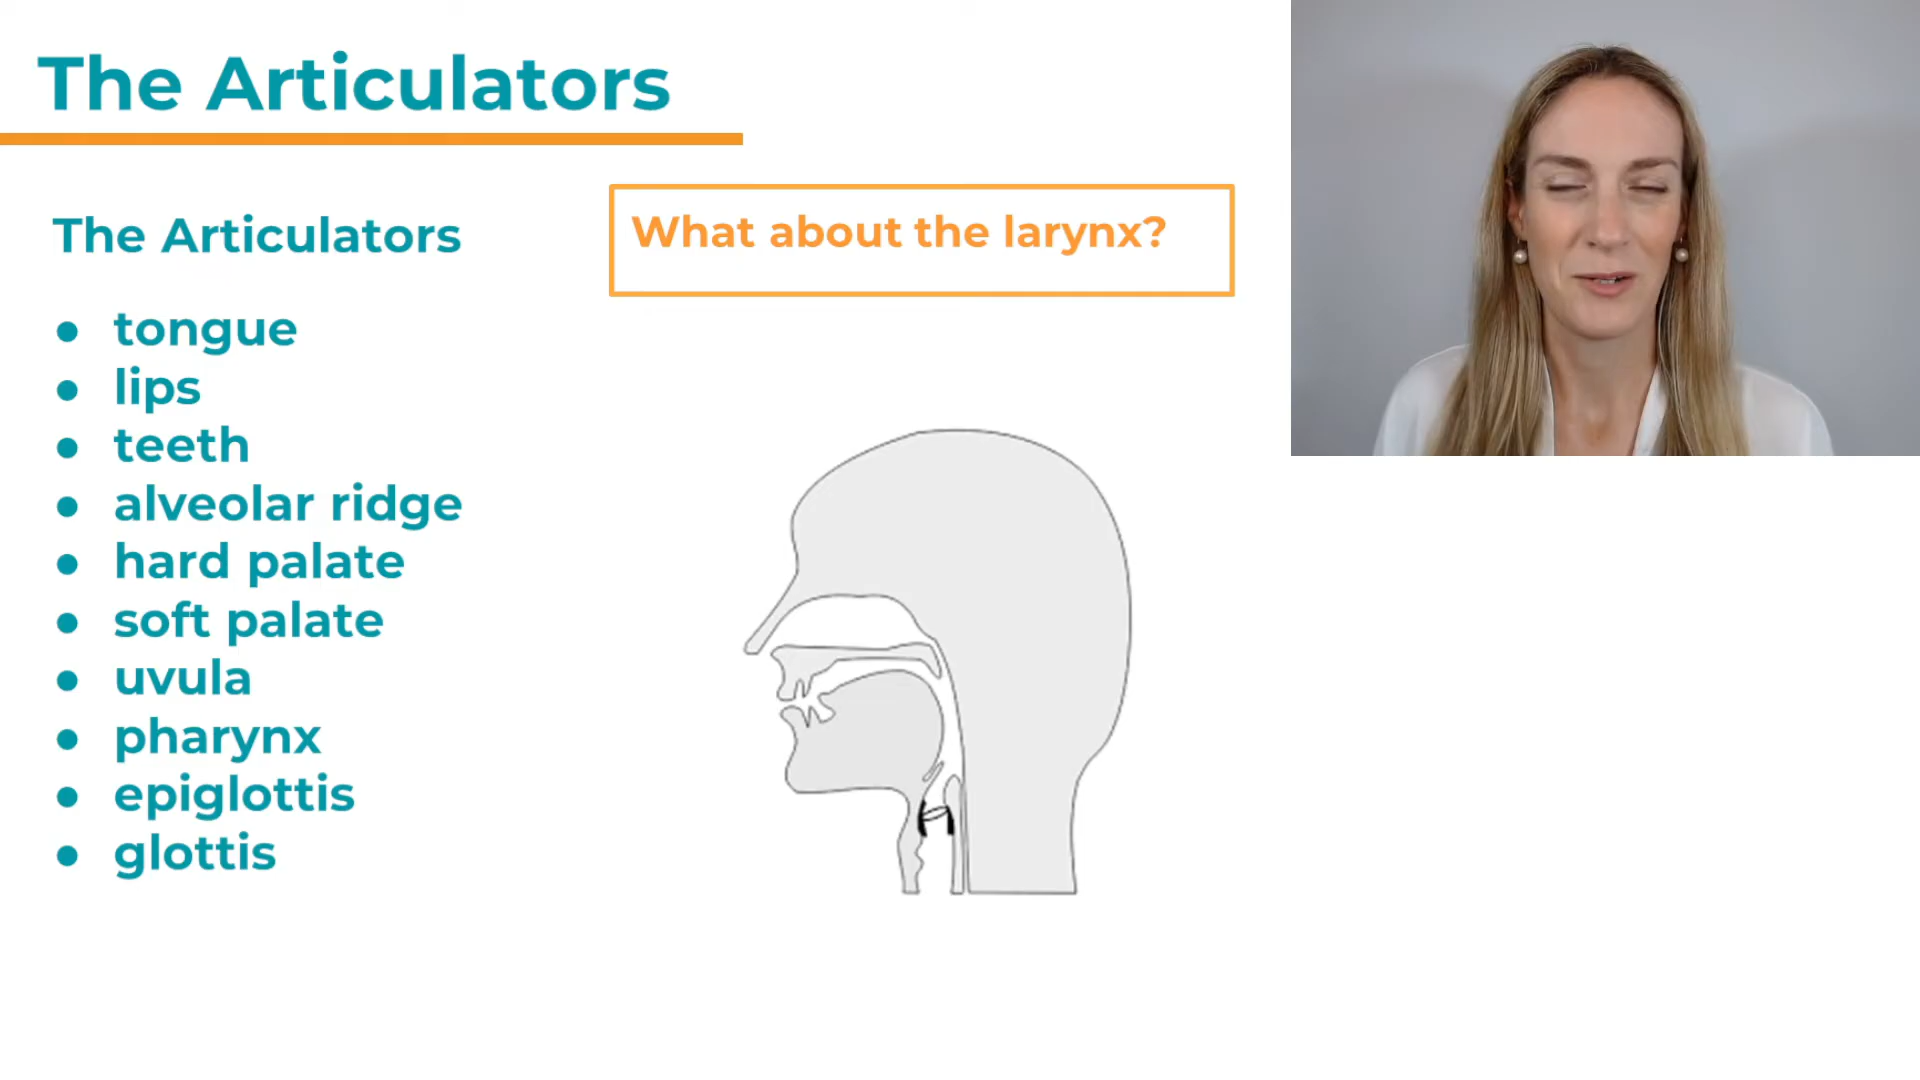 The Articulators
The Articulators
What about the larynx?
● tongue
● lips
● teeth
● alveolar ridge
● hard palate
● soft palate
● uvula
● pharynx
● epiglottis
● glottis